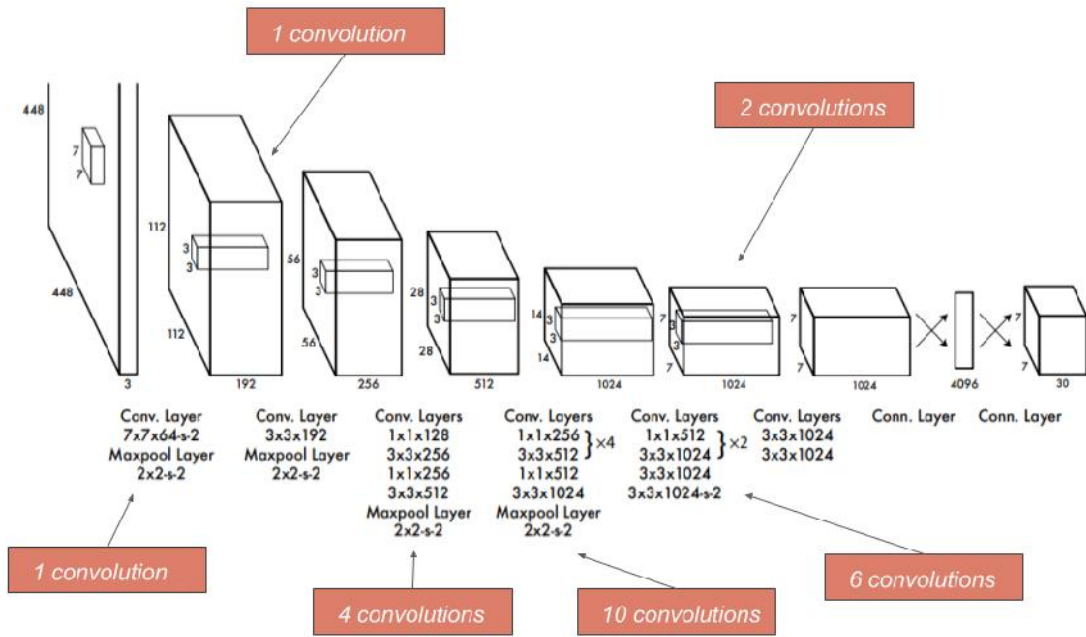 1 convolution
2 convolutions
448
448
7
7
3
112
112
3
3
192
56
56
3
3
256
28
28
3
3
512
14
14
3
3
1024
7
7
3
3
1024
7
7
1024
4096
7
7
30
Conv. Layer
7x7x64-s-2
Maxpool Layer
2x2-s-2
Conv. Layer
3x3x192
Maxpool Layer
2x2-s-2
Conv. Layers
1x1x128
3x3x256
1x1x256
3x3x512
Maxpool Layer
2x2-s-2
Conv. Layers
1x1x256
3x3x512
}×4
1x1x512
3x3x1024
Maxpool Layer
2x2-s-2
Conv. Layers
1x1x512
3x3x1024
}×2
3x3x1024
3x3x1024-s-2
Conv. Layers
3x3x1024
3x3x1024
Conn. Layer
Conn. Layer
1 convolution
4 convolutions
10 convolutions
6 convolutions